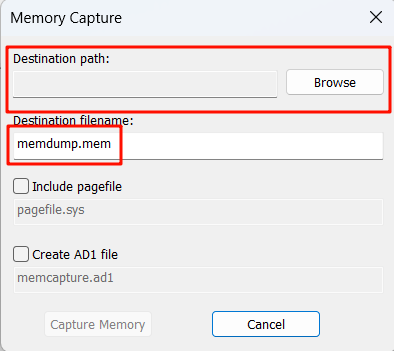 Memory Capture
Destination path:
Browse
Destination filename:
memdump.mem
Include pagefile
pagefile.sys
Create AD1 file
memcapture.ad1
Capture Memory Cancel